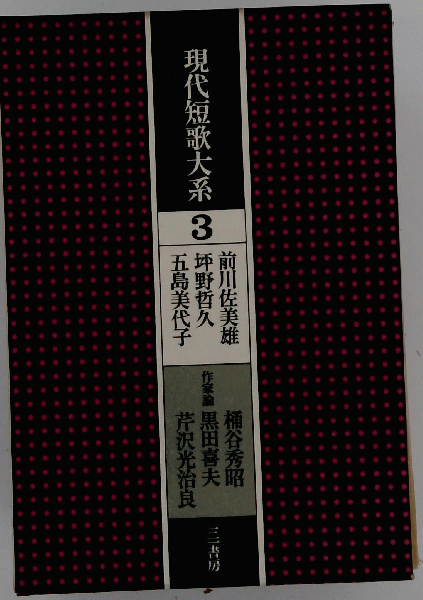 現代短歌大系
3
前川佐美雄
坪野哲久
五島美代子
作家論
桶谷秀昭
黒田喜夫
芹沢光治良
三一書房